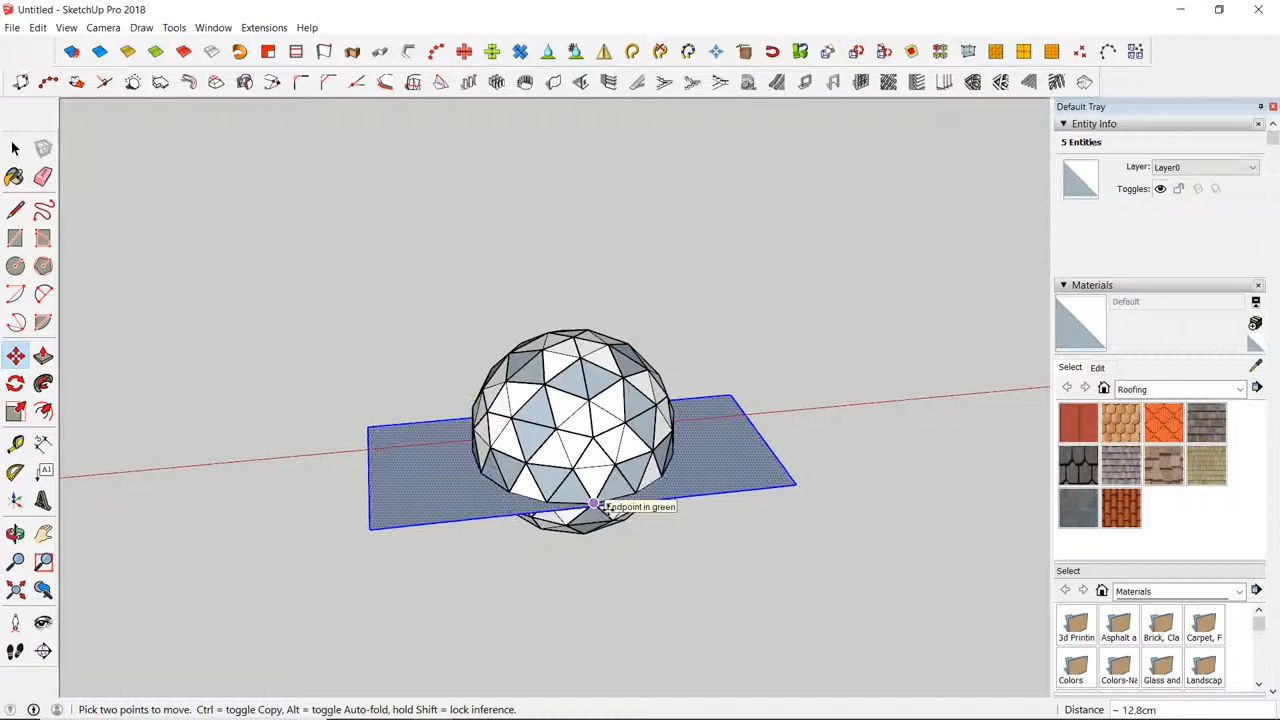 Untitled - SketchUp Pro 2018
File Edit View Camera Draw Tools Window Extensions Help
Default Tray
Entity Info
5 Entities
Layer: Layer0
Toggles:
A1
Materials
Default
Select Edit
Roofing
Endpoint in green
Select
Materials
3d Printin Asphalt a Brick, Cla Carpet, F
Colors Colors-Na Glass and Landscap
Pick two points to move. Ctrl = toggle Copy, Alt = toggle Auto-fold, hold Shift = lock inference.
Distance ~ 12,8cm